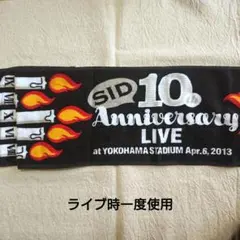 SID 10th
Anniversary
LIVE
at YOKOHAMA STADIUM Apr.6, 2013
ライブ時一度使用